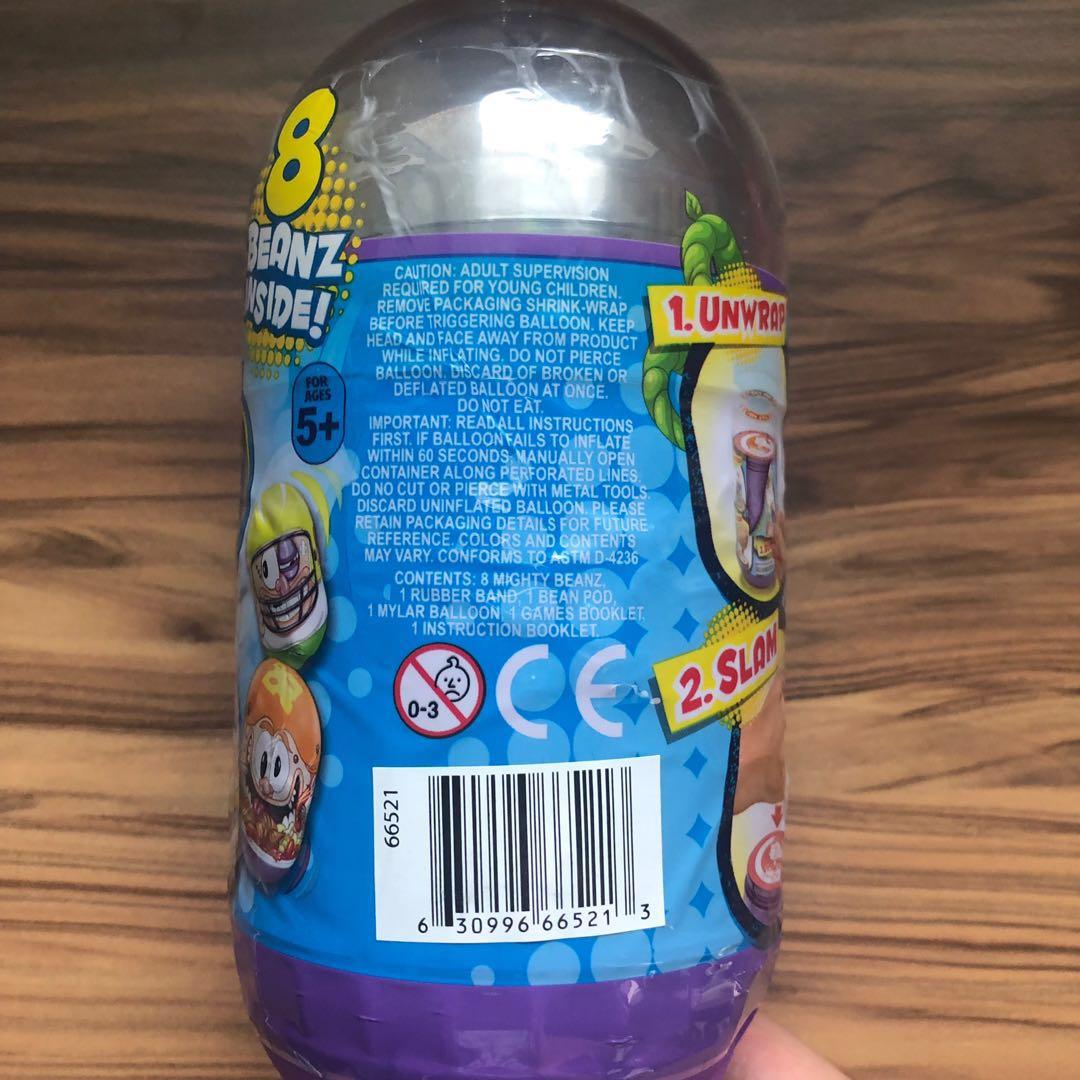 8
BEANZ
INSIDE!
FOR
AGES
5+
CAUTION: ADULT SUPERVISION
REQUIRED FOR YOUNG CHILDREN.
REMOVE PACKAGING SHRINK-WRAP
BEFORE TRIGGERING BALLOON. KEEP
HEAD AND FACE AWAY FROM PRODUCT
WHILE INFLATING. DO NOT PIERCE
BALLOON. DISCARD OF BROKEN OR
DEFLATED BALLOON AT ONCE.
DO NOT EAT.
IMPORTANT: READ ALL INSTRUCTIONS
FIRST. IF BALLOON FAILS TO INFLATE
WITHIN 60 SECONDS, MANUALLY OPEN
CONTAINER ALONG PERFORATED LINES.
DO NO CUT OR PIERCE WITH METAL TOOLS.
DISCARD UNINFLATED BALLOON. PLEASE
RETAIN PACKAGING DETAILS FOR FUTURE
REFERENCE. COLORS AND CONTENTS
MAY VARY. CONFORMS TO ASTM D-4236
CONTENTS: 8 MIGHTY BEANZ,
1 RUBBER BAND, 1 BEAN POD,
1 MYLAR BALLOON, 1 GAMES BOOKLET,
1 INSTRUCTION BOOKLET.
0-3
CE
66521
6 30996 66521 3
1. UNWRAP
2. SLAM